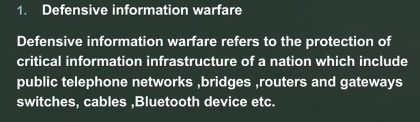 1. Defensive information warfare
Defensive information warfare refers to the protection of
critical information infrastructure of a nation which include
public telephone networks ,bridges ,routers and gateways
switches, cables ,Bluetooth device etc.